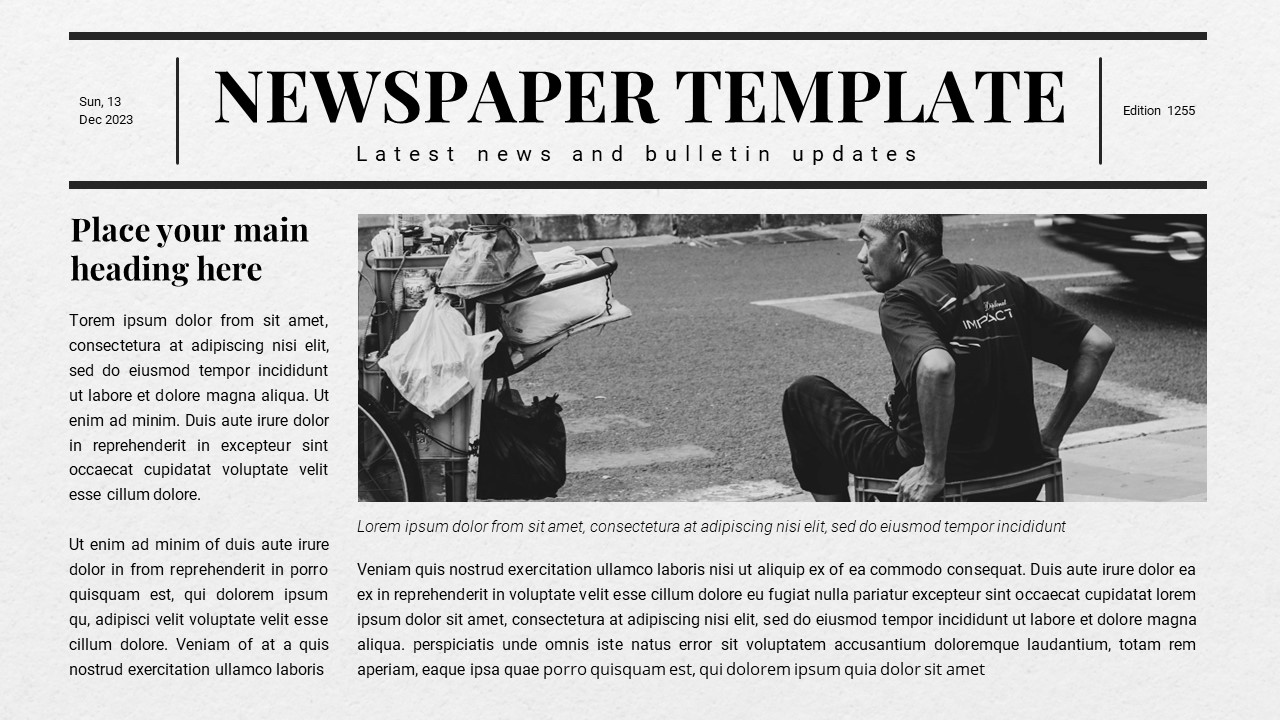 Sun, 13
Dec 2023
NEWSPAPER TEMPLATE
Latest news and bulletin updates
Edition 1255
Place your main
heading here
Torem ipsum dolor from sit amet,
consectetura at adipiscing nisi elit,
sed do eiusmod tempor incididunt
ut labore et dolore magna aliqua. Ut
enim ad minim. Duis aute irure dolor
in reprehenderit in excepteur sint
occaecat cupidatat voluptate velit
esse cillum dolore.
Ut enim ad minim of duis aute irure
dolor in from reprehenderit in porro
quisquam est, qui dolorem ipsum
qu, adipisci velit voluptate velit esse
cillum dolore. Veniam of at a quis
nostrud exercitation ullamco laboris
IMPACT
Lorem ipsum dolor from sit amet, consectetura at adipiscing nisi elit, sed do eiusmod tempor incididunt
Veniam quis nostrud exercitation ullamco laboris nisi ut aliquip ex of ea commodo consequat. Duis aute irure dolor ea
ex in reprehenderit in voluptate velit esse cillum dolore eu fugiat nulla pariatur excepteur sint occaecat cupidatat lorem
ipsum dolor sit amet, consectetura at adipiscing nisi elit, sed do eiusmod tempor incididunt ut labore et dolore magna
aliqua. perspiciatis unde omnis iste natus error sit voluptatem accusantium doloremque laudantium, totam rem
aperiam, eaque ipsa quae porro quisquam est, qui dolorem ipsum quia dolor sit amet